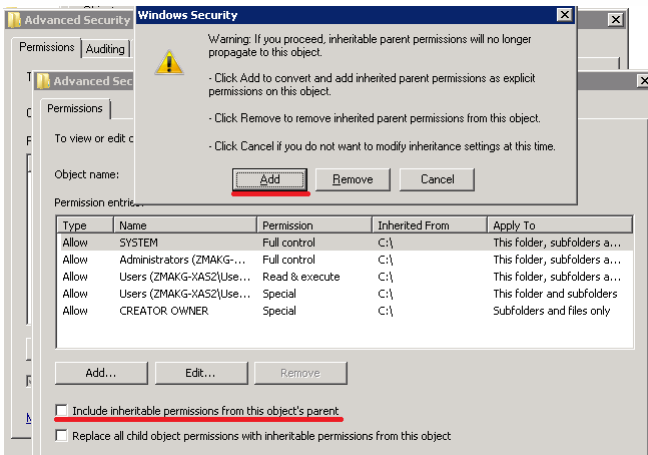 Advanced Security
Windows Security
Permissions
Auditing
Warning: If you proceed, inheritable parent permissions will no longer
propagate to this object.
- Click Add to convert and add inherited parent permissions as explicit
permissions on this object.
- Click Remove to remove inherited parent permissions from this object.
- Click Cancel if you do not want to modify inheritance settings at this time.
Add
Remove
Cancel
Advanced Sec
Permissions
To view or edit
Object name:
Permission entries:
Type Name Permission Inherited From Apply To
Allow SYSTEM Full control C:\ This folder, subfolders a...
Allow Administrators (ZMAKG-... Full control C:\ This folder, subfolders a...
Allow Users (ZMAKG-XAS2\Use... Read & execute C:\ This folder, subfolders a...
Allow Users (ZMAKG-XAS2\Use... Special C:\ This folder and subfolders
Allow CREATOR OWNER Special C:\ Subfolders and files only
Add...
Edit...
Remove
Include inheritable permissions from this object's parent
Replace all child object permissions with inheritable permissions from this object